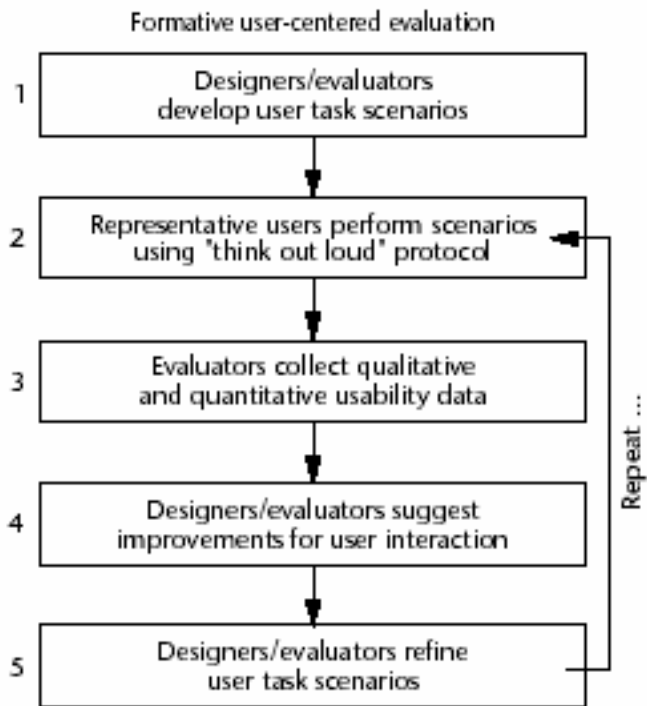 Formative user-centered evaluation
1
Designers/evaluators
develop user task scenarios
2
Representative users perform scenarios
using "think out loud" protocol
3
Evaluators collect qualitative
and quantitative usability data
4
Designers/evaluators suggest
improvements for user interaction
5
Designers/evaluators refine
user task scenarios
Repeat ...